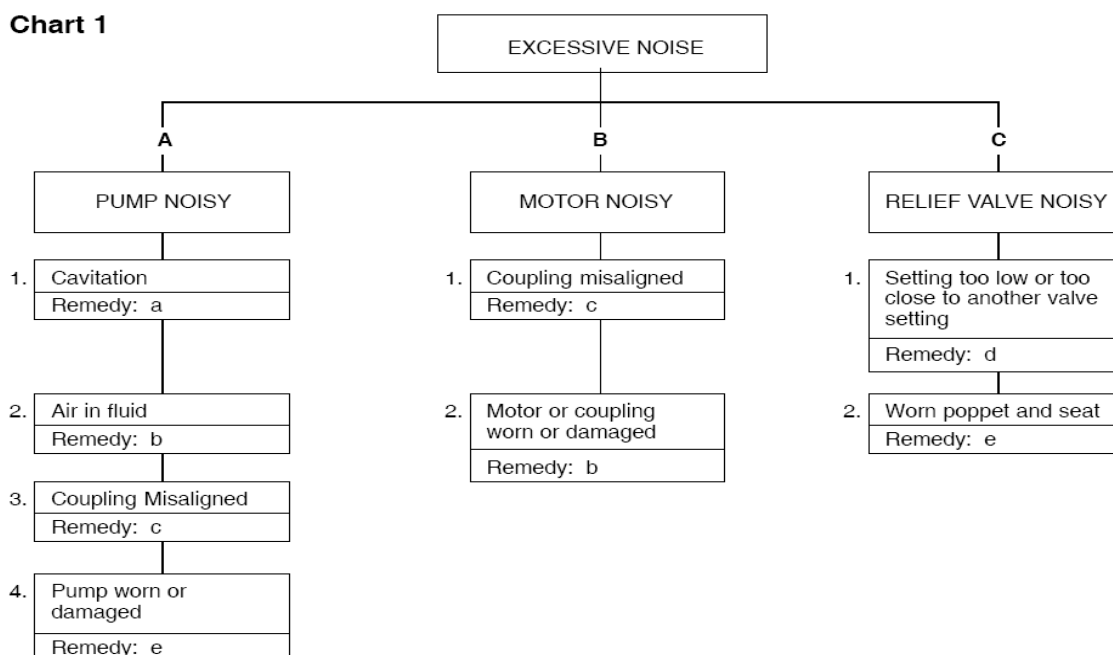 Chart 1
EXCESSIVE NOISE
A
PUMP NOISY
1. Cavitation
Remedy: a
2. Air in fluid
Remedy: b
3. Coupling Misaligned
Remedy: c
4. Pump worn or
damaged
Remedy: e
B
MOTOR NOISY
1. Coupling misaligned
Remedy: c
2. Motor or coupling
worn or damaged
Remedy: b
C
RELIEF VALVE NOISY
1. Setting too low or too
close to another valve
setting
Remedy: d
2. Worn poppet and seat
Remedy: e